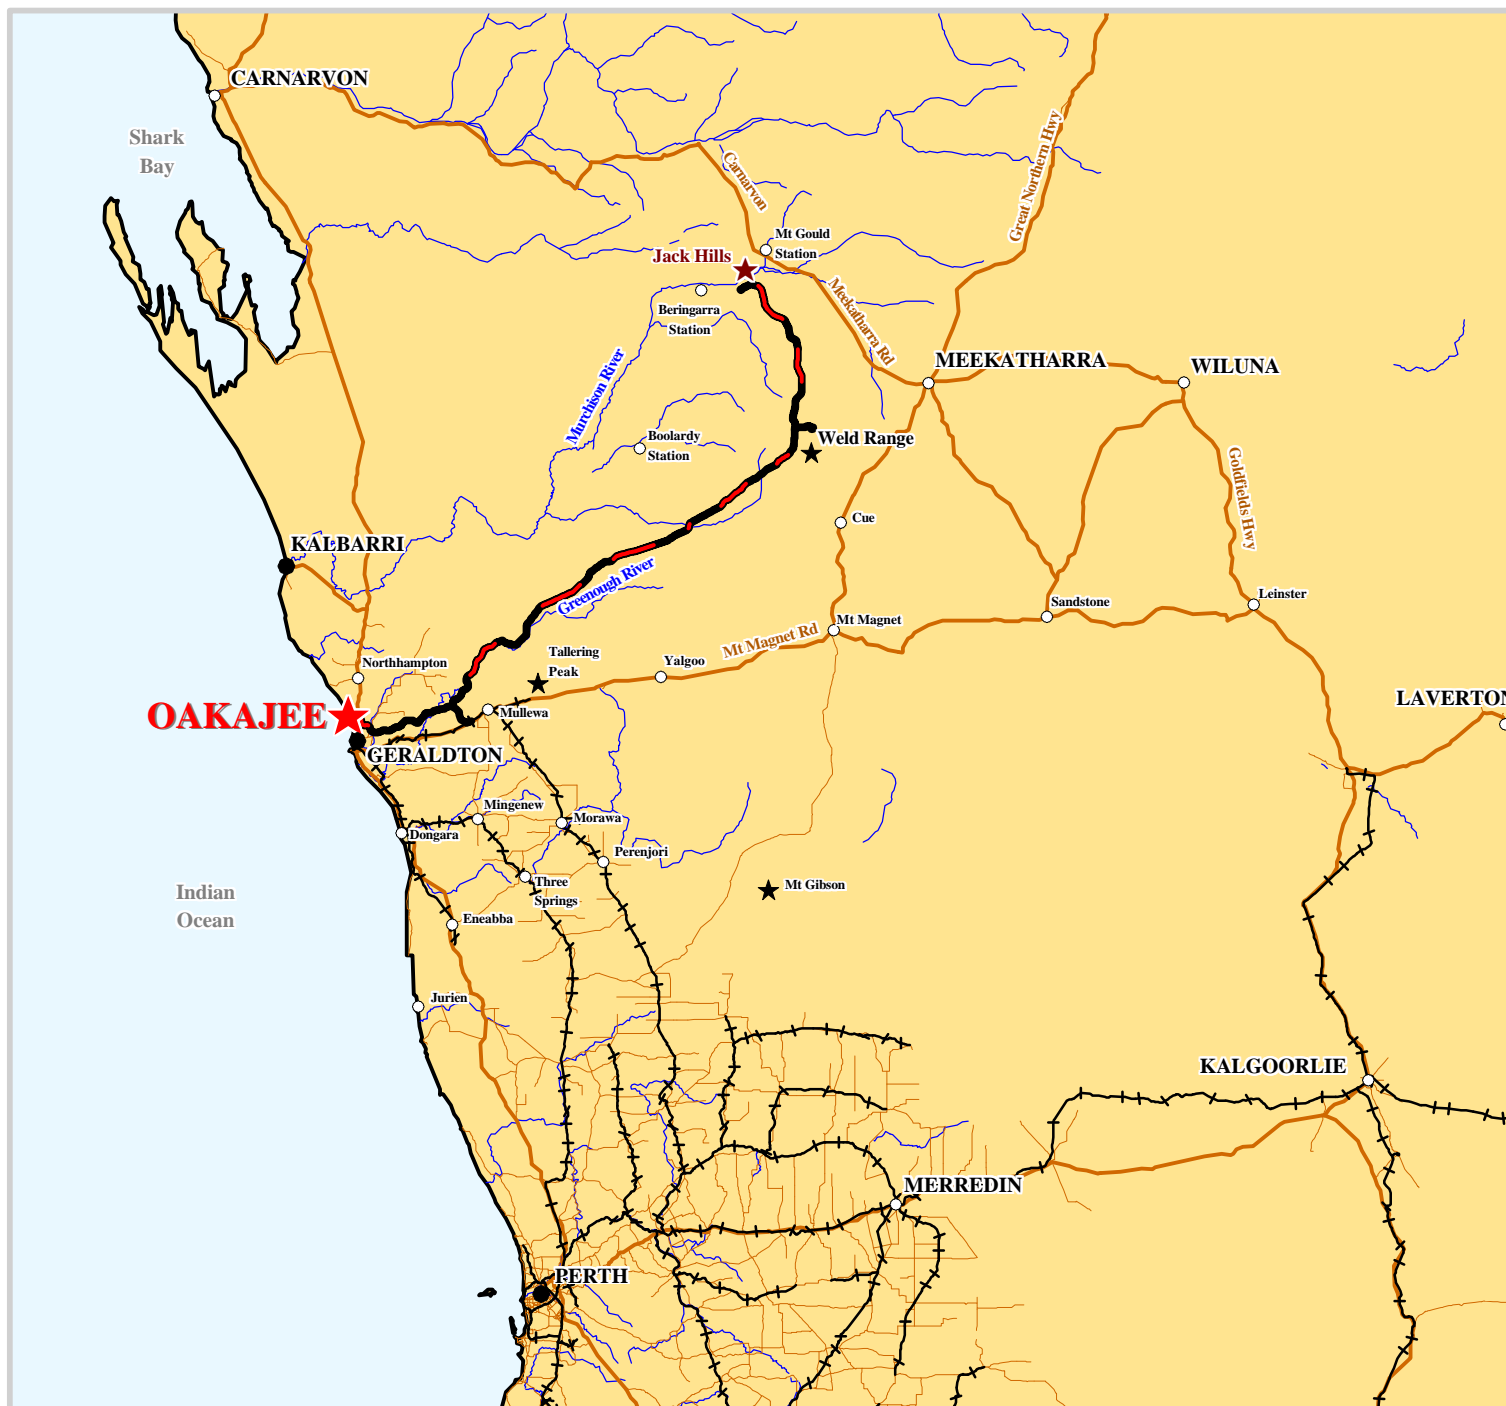 CARNARVON
Shark
Bay
Carnarvon
Great Northern Hwy
Mt Gould
Station
Jack Hills
Beringarra
Station
Meekatharra Rd
MEEKATHARRA
WILUNA
Murchison River
Boolardy
Station
Weld Range
Goldfields Hwy
Cue
KALBARRI
Greenough River
Leinster
Sandstone
Mt Magnet
Mt Magnet Rd
Tallering
Peak
Yalgoo
Northhampton
LAVERTON
OAKAJEE
Mullewa
GERALDTON
Mingenew
Morawa
Dongara
Perenjori
Three
Springs
Mt Gibson
Indian
Ocean
Eneabba
Jurien
KALGOORLIE
MERREDIN
PERTH